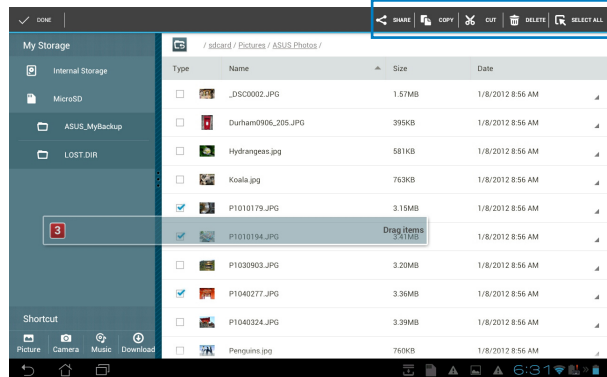 DONE
SHARE COPY CUT DELETE SELECT ALL
My Storage
/ sdcard / Pictures / ASUS Photos /
Internal Storage
MicroSD
ASUS_MyBackup
LOST.DIR
Type Name Size Date
_DSC0002.JPG 1.57MB 1/8/2012 8:56 AM
Durham0906_205.JPG 395KB 1/8/2012 8:56 AM
Hydrangeas.jpg 581KB 1/8/2012 8:56 AM
Koala.jpg 763KB 1/8/2012 8:56 AM
P1010179.JPG 3.15MB 1/8/2012 8:56 AM
3 Drag items
P1010194.JPG 3.41MB 1/8/2012 8:56 AM
P1030903.JPG 3.20MB 1/8/2012 8:56 AM
P1040277.JPG 3.36MB 1/8/2012 8:56 AM
P1040324.JPG 3.39MB 1/8/2012 8:56 AM
Penguins.jpg 760KB 1/8/2012 8:56 AM
Shortcut
Picture Camera Music Download
6:31